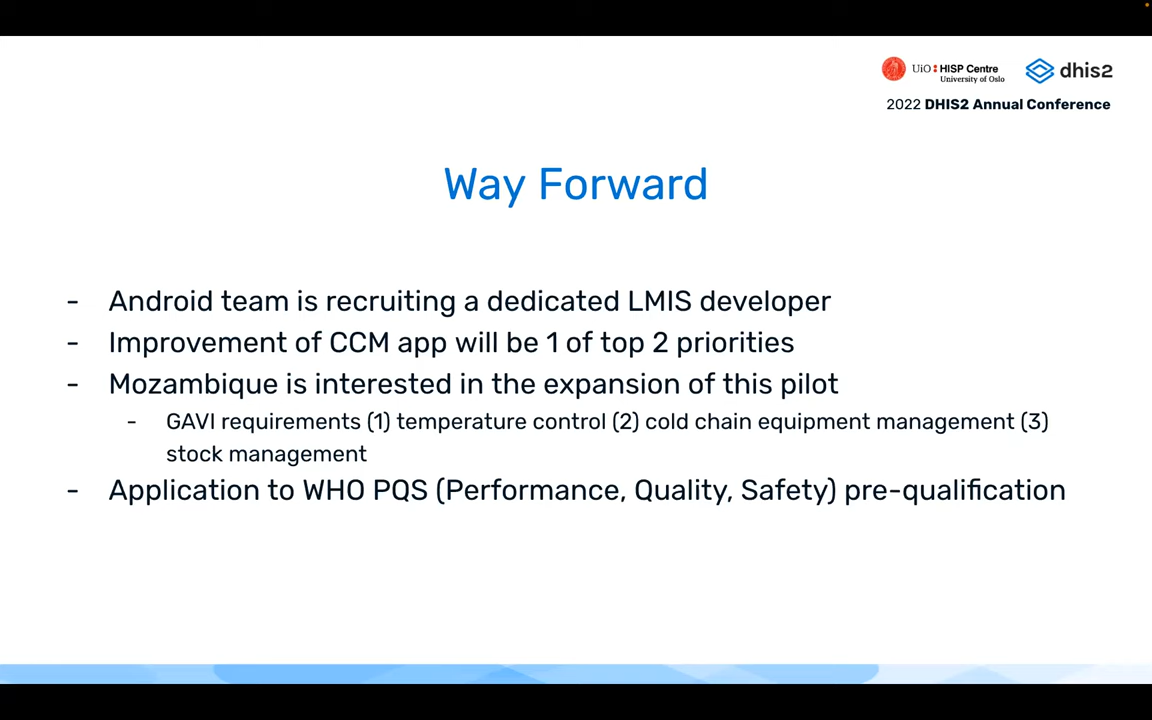 UiO HISP Centre
University of Oslo
dhis2
2022 DHIS2 Annual Conference
Way Forward
- Android team is recruiting a dedicated LMIS developer
- Improvement of CCM app will be 1 of top 2 priorities
- Mozambique is interested in the expansion of this pilot
- GAVI requirements (1) temperature control (2) cold chain equipment management (3)
stock management
- Application to WHO PQS (Performance, Quality, Safety) pre-qualification